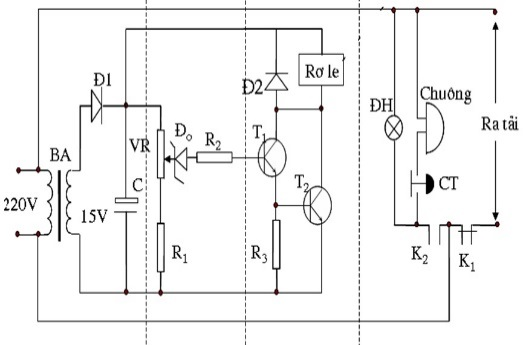 Đ1
Rơ le
Đ2
Chuông
ĐH
Ra tải
VR
Đo
R2
T1
BA
C
T2
CT
220V
15V
R1
R3
K2
K1